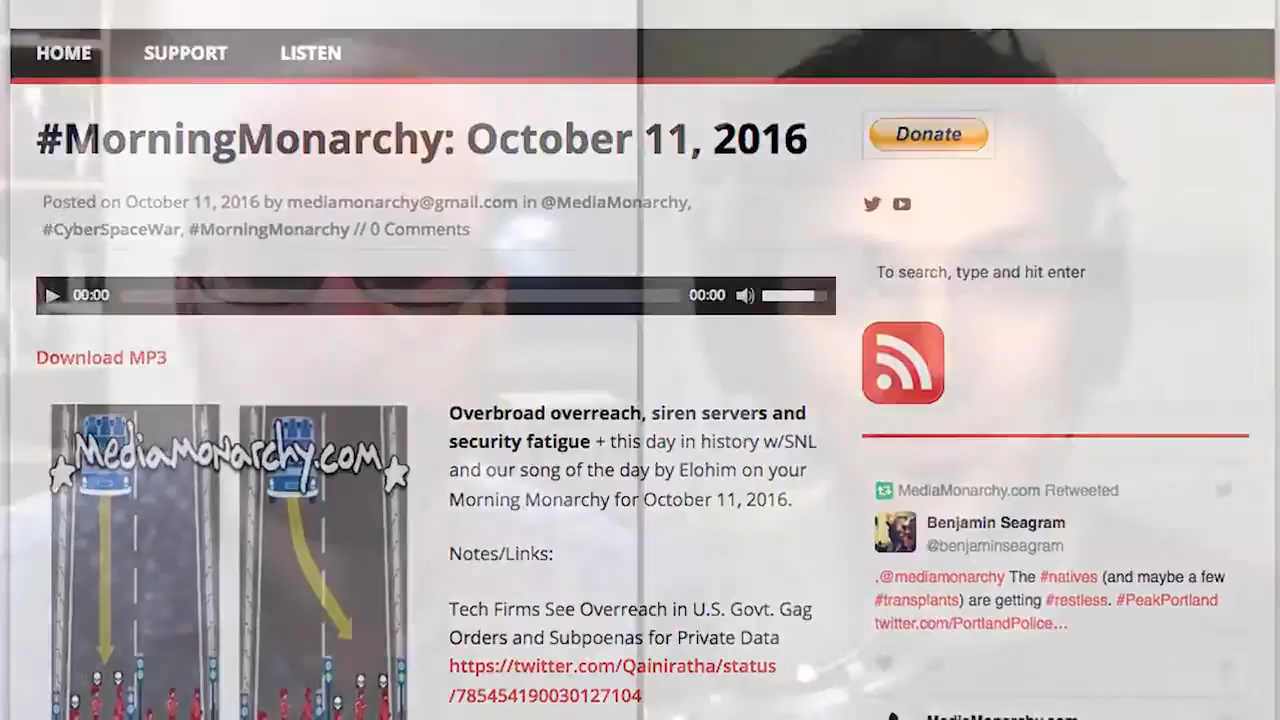 HOME SUPPORT LISTEN
#MorningMonarchy: October 11, 2016
Posted on October 11, 2016 by mediamonarchy@gmail.com in @MediaMonarchy,
#CyberSpaceWar, #MorningMonarchy // 0 Comments
00:00 00:00
Download MP3
Mediamonarchy.com
Overbroad overreach, siren servers and
security fatigue + this day in history w/SNL
and our song of the day by Elohim on your
Morning Monarchy for October 11, 2016.
Notes/Links:
Tech Firms See Overreach in U.S. Govt. Gag
Orders and Subpoenas for Private Data
https://twitter.com/Qainiratha/status
/785454190030127104
Donate
To search, type and hit enter
MediaMonarchy.com Retweeted
Benjamin Seagram
@benjaminseagram
.@mediamonarchy The #natives (and maybe a few
#transplants) are getting #restless. #PeakPortland
twitter.com/PortlandPolice…
MediaMonarchy.com